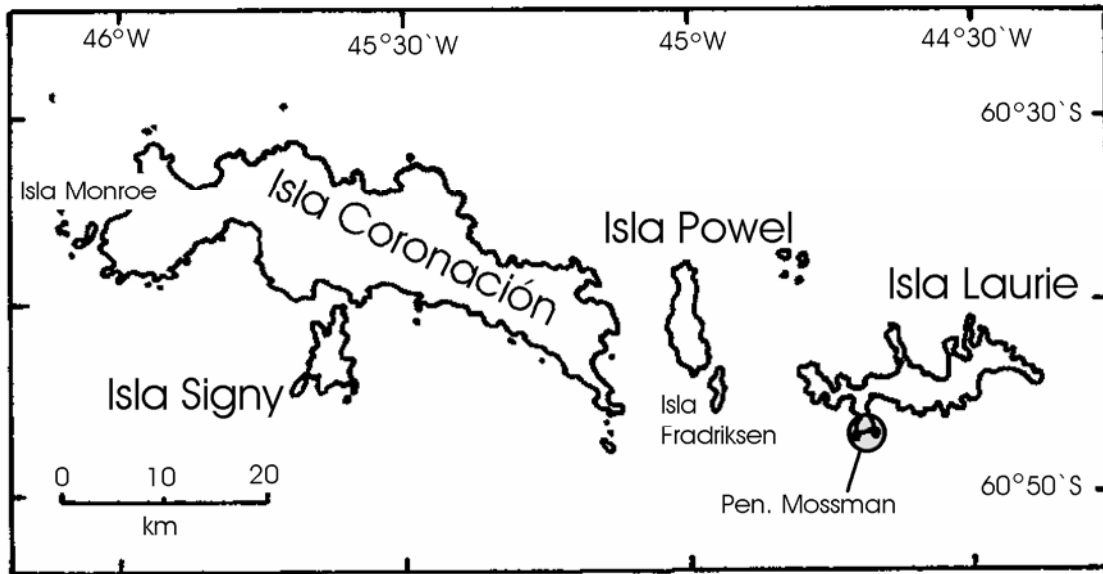 46°W
45°30`W
45°W
44°30`W
60°30`S
Isla Monroe
Isla Coronación
Isla Powel
Isla Laurie
Isla Signy
Isla
Fradriksen
60°50`S
Pen. Mossman
0 10 20
km